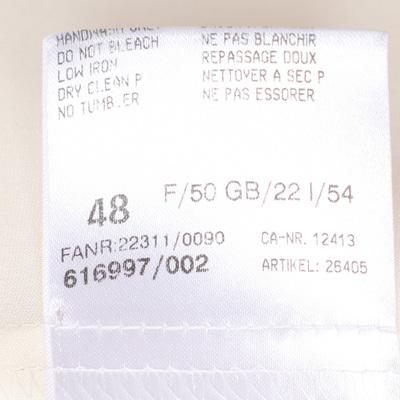 HANDWASH ONLY
DO NOT BLEACH
NE PAS BLANCHIR
LOW IRON
REPASSAGE DOUX
DRY CLEAN P
NETTOYER A SEC P
NO TUMBLER
NE PAS ESSORER
48
F/50 GB/22 I/54
FANR:22311/0090
CA-NR. 12413
616997/002
ARTIKEL: 26405